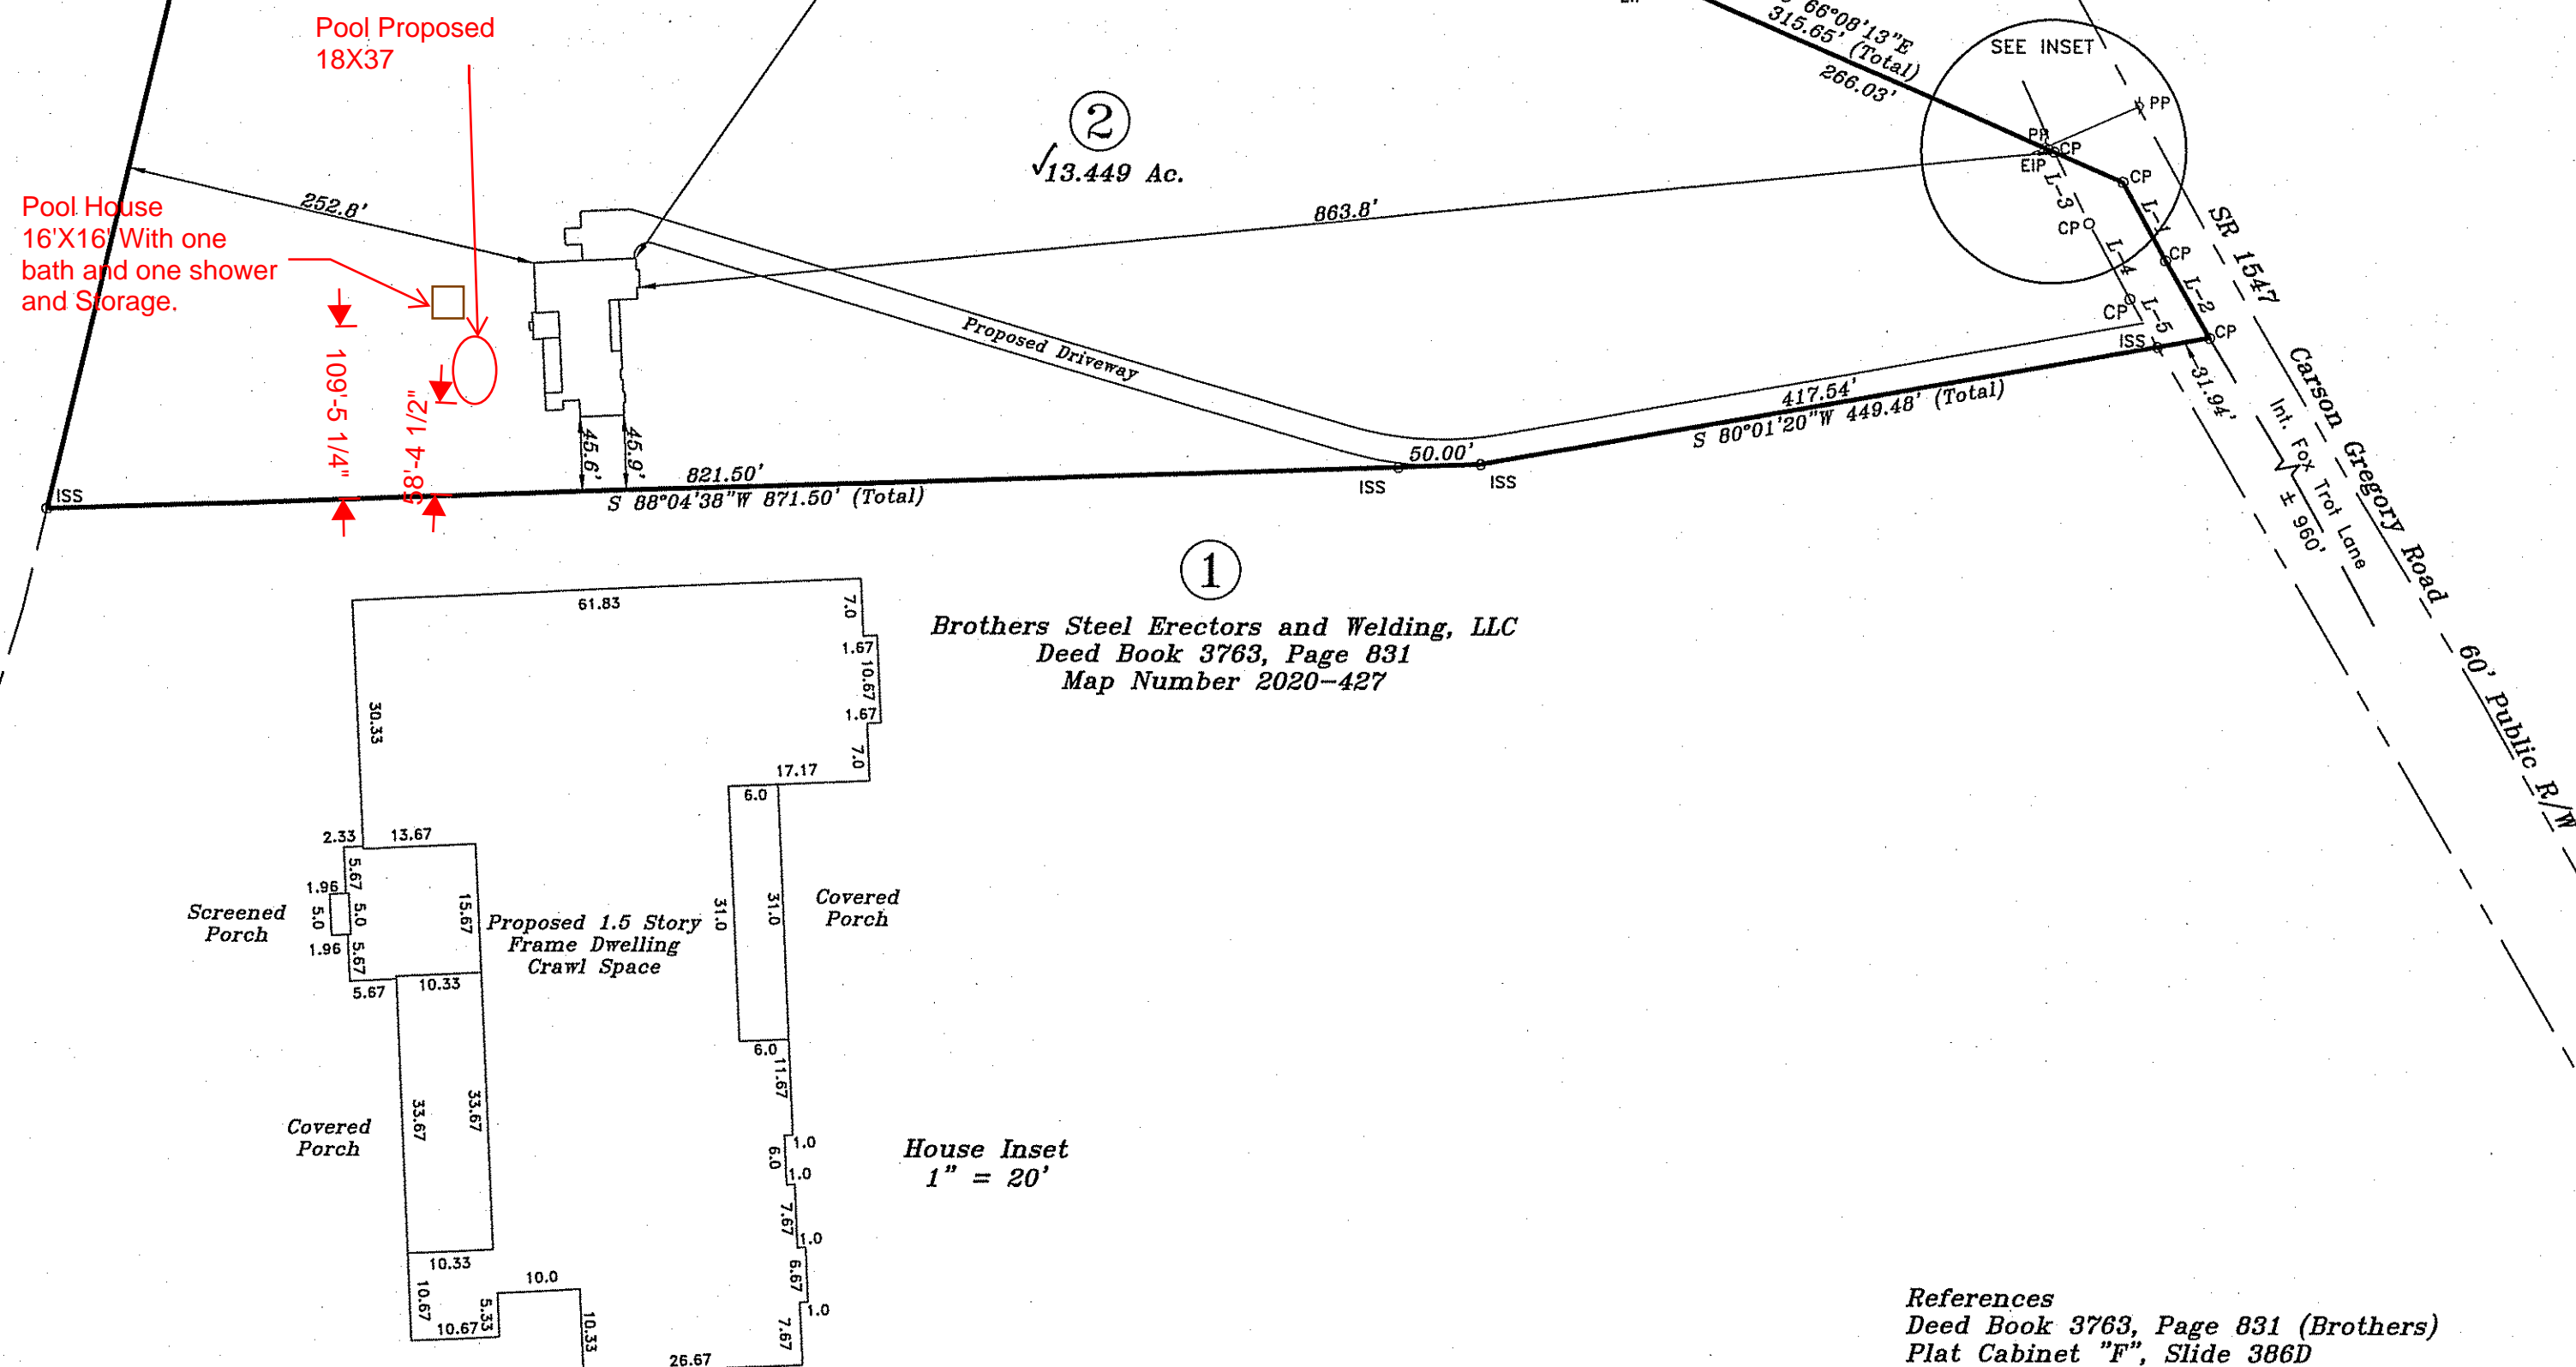 Pool Proposed
18X37
66°08'13"E
315.65' (Total)
266.03'
SEE INSET
PP
PP
CP
EIP
CP
L-3
L-1
CP
CP
L-4
L-2
CP
L-5
ISS
CP
31.94'
SR 1547
Carson Gregory Road
60' Public R/W
Int. Fox Trot Lane
± 960'
2
13.449 Ac.
252.8'
863.8'
Pool House
16'X16' With one
bath and one shower
and Storage.
109'-5 1/4"
58'-4 1/2"
Proposed Driveway
45.6'
45.9'
417.54'
S 80°01'20"W 449.48' (Total)
50.00'
821.50'
S 88°04'38"W 871.50' (Total)
ISS
ISS
ISS
1
Brothers Steel Erectors and Welding, LLC
Deed Book 3763, Page 831
Map Number 2020-427
61.83
7.0
1.67
10.67
1.67
7.0
17.17
6.0
30.33
2.33
13.67
5.67
1.96
5.0
5.0
1.96
5.67
5.67
15.67
10.33
Screened
Porch
Proposed 1.5 Story
Frame Dwelling
Crawl Space
31.0
31.0
Covered
Porch
6.0
11.67
33.67
33.67
Covered
Porch
1.0
6.0
1.0
7.67
1.0
6.67
1.0
7.67
10.33
10.67
10.67
5.33
10.0
10.33
26.67
House Inset
1" = 20'
References
Deed Book 3763, Page 831 (Brothers)
Plat Cabinet "F", Slide 386D